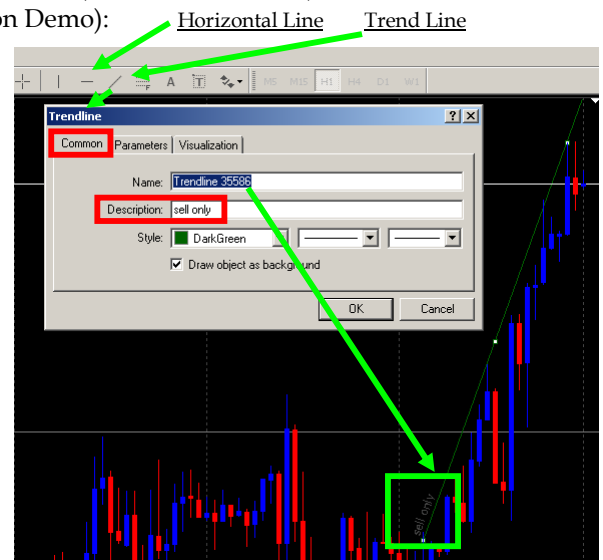 on Demo):
Horizontal Line Trend Line
F A T M5 M15 H1 H4 D1 W1
Trendline
Common Parameters Visualization
Name: Trendline 35586
Description: sell only
Style: DarkGreen
Draw object as background
OK Cancel
sell only